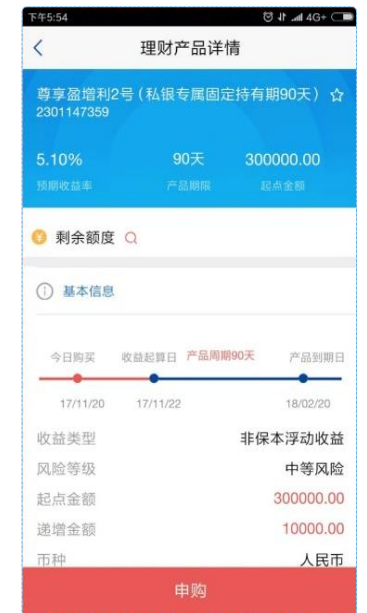 下午5:54 4G+
理财产品详情
尊享盈增利2号(私银专属固定持有期90天)
2301147359
5.10% 90天 300000.00
预期收益率 产品期限 起点金额
剩余额度
基本信息
今日购买 收益起算日 产品周期90天 产品到期日
17/11/20 17/11/22 18/02/20
收益类型 非保本浮动收益
风险等级 中等风险
起点金额 300000.00
递增金额 10000.00
币种 人民币
申购